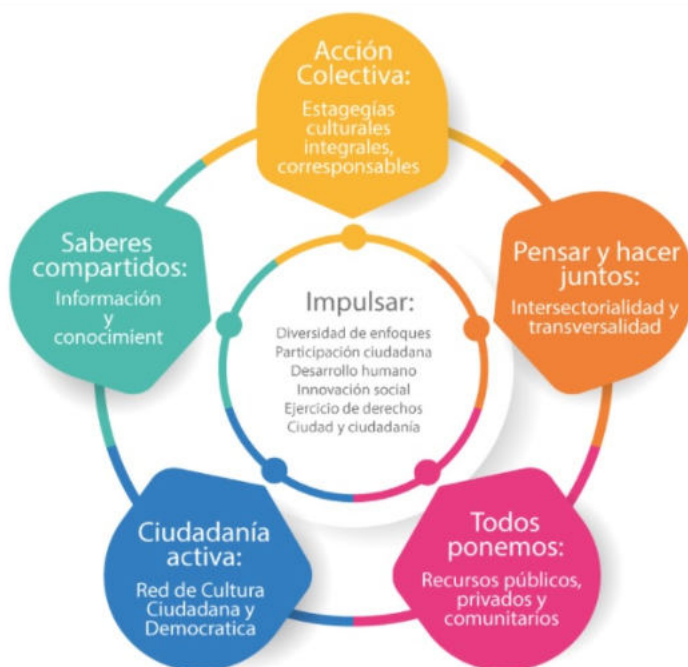 Acción
Colectiva:
Estagegías
culturales
integrales,
corresponsables
Saberes
compartidos:
Información
y
conocimient
Pensar y hacer
juntos:
Intersectorialidad y
transversalidad
Impulsar:
Diversidad de enfoques
Participación ciudadana
Desarrollo humano
Innovación social
Ejercicio de derechos
Ciudad y ciudadanía
Ciudadanía
activa:
Red de Cultura
Ciudadana y
Democratica
Todos
ponemos:
Recursos públicos,
privados y
comunitarios